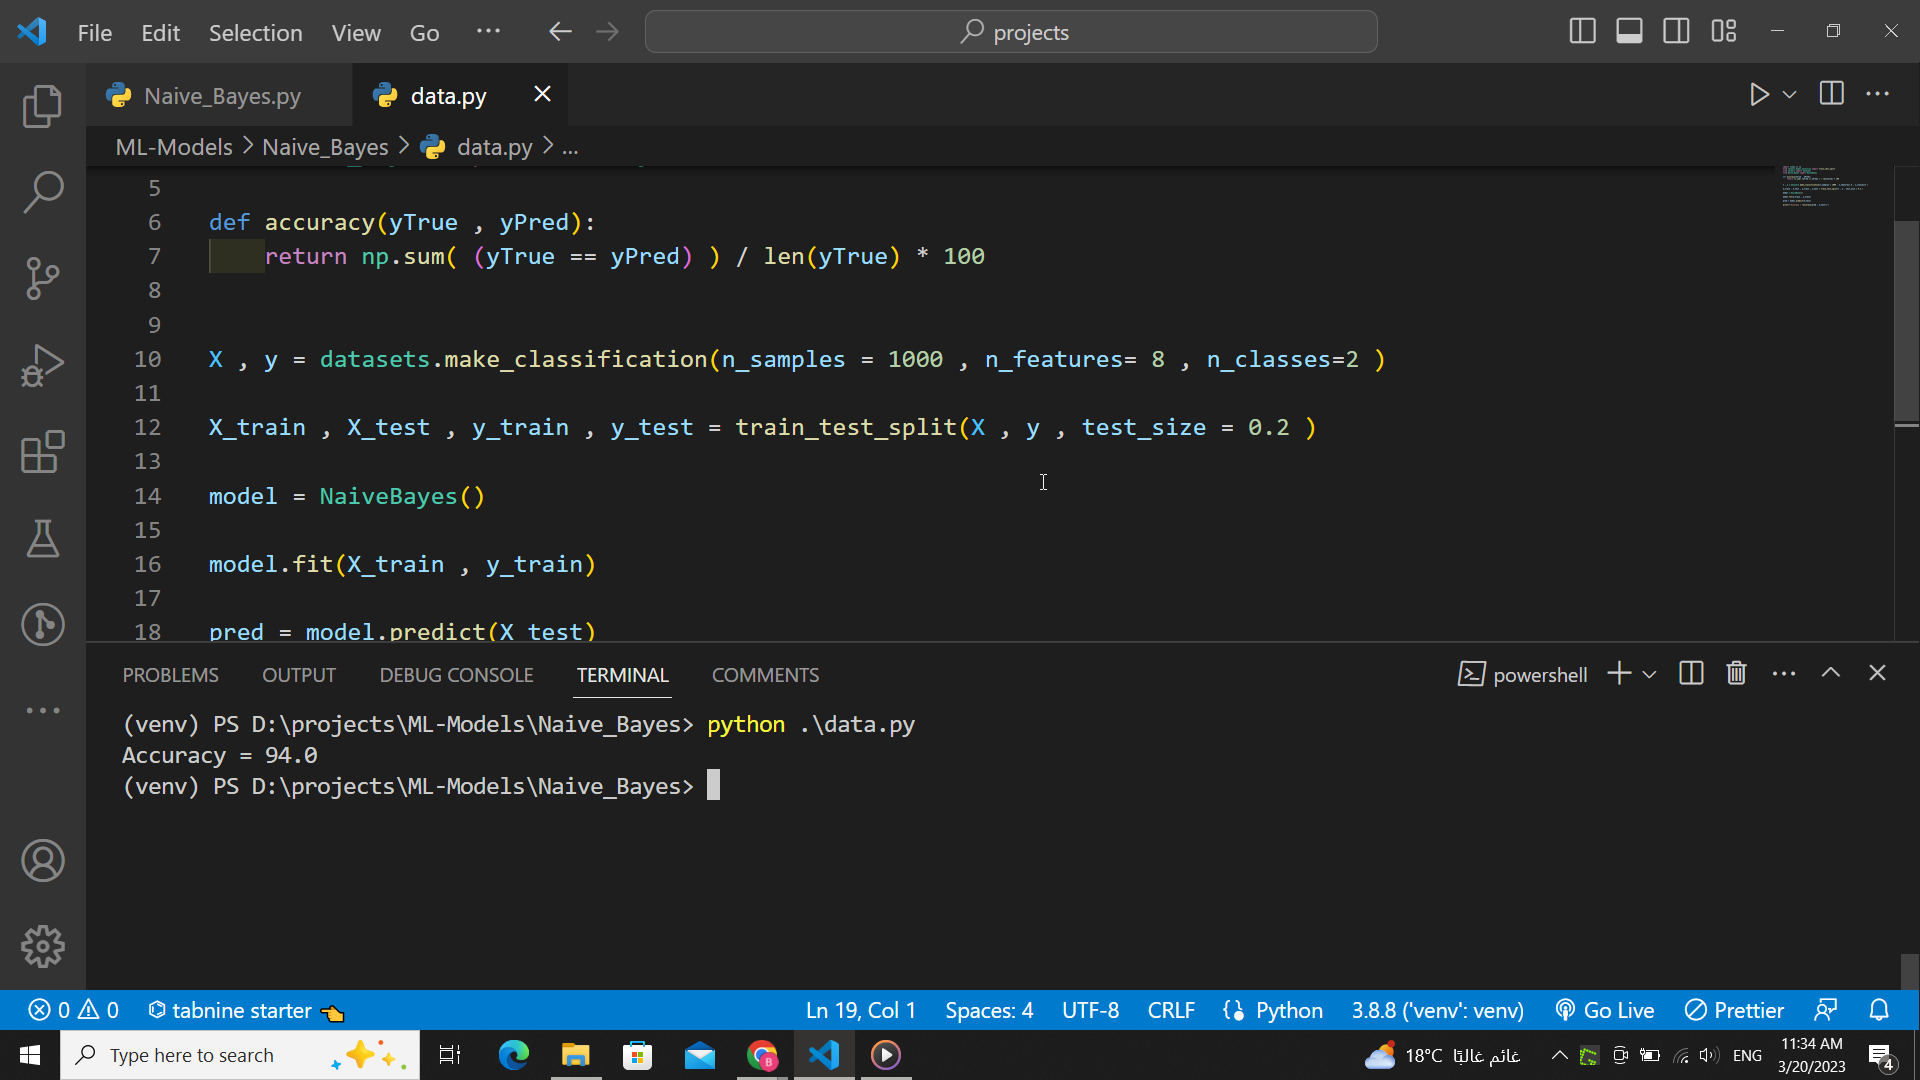 File Edit Selection View Go ··· projects
Naive_Bayes.py data.py
ML-Models > Naive_Bayes > data.py > ...
5
6 def accuracy(yTrue , yPred):
7 return np.sum( (yTrue == yPred) ) / len(yTrue) * 100
8
9
10 X , y = datasets.make_classification(n_samples = 1000 , n_features= 8 , n_classes=2 )
11
12 X_train , X_test , y_train , y_test = train_test_split(X , y , test_size = 0.2 )
13
14 model = NaiveBayes()
15
16 model.fit(X_train , y_train)
17
18 pred = model.predict(X_test)
PROBLEMS OUTPUT DEBUG CONSOLE TERMINAL COMMENTS powershell
(venv) PS D:\projects\ML-Models\Naive_Bayes> python .\data.py
Accuracy = 94.0
(venv) PS D:\projects\ML-Models\Naive_Bayes>
0 0 tabnine starter Ln 19, Col 1 Spaces: 4 UTF-8 CRLF Python 3.8.8 ('venv': venv) Go Live Prettier
Type here to search 18°C غائم غالبًا ENG 11:34 AM
3/20/2023 4